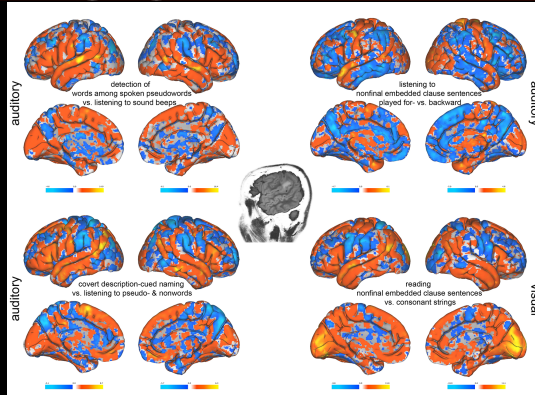 auditory
detection of
words among spoken pseudowords
vs. listening to sound beeps
listening to
nonfinal embedded clause sentences
played for- vs. backward
auditory
auditory
covert description-cued naming
vs. listening to pseudo- & nonwords
reading
nonfinal embedded clause sentences
vs. consonant strings
visual